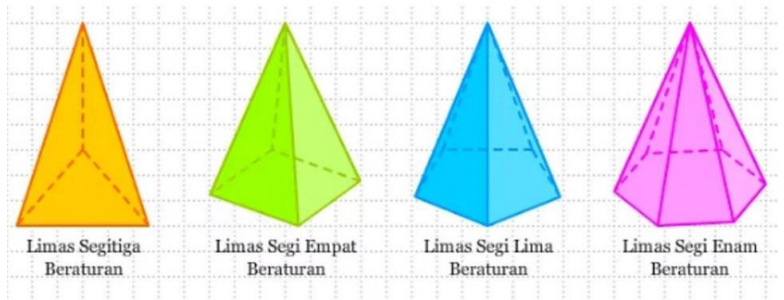 Limas Segitiga
Beraturan
Limas Segi Empat
Beraturan
Limas Segi Lima
Beraturan
Limas Segi Enam
Beraturan